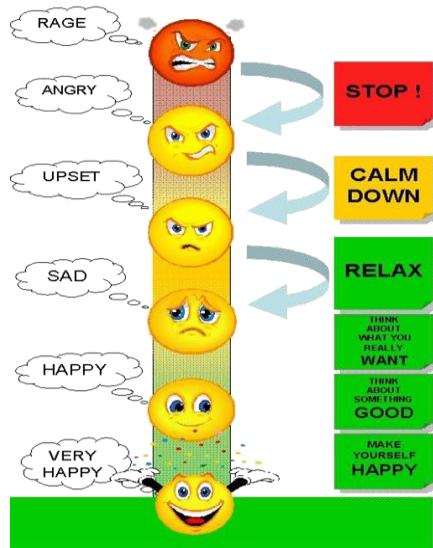 RAGE
ANGRY
STOP !
UPSET
CALM
DOWN
SAD
RELAX
THINK
ABOUT
WHAT YOU
REALLY
WANT
HAPPY
THINK
ABOUT
SOMETHING
GOOD
VERY
HAPPY
MAKE
YOURSELF
HAPPY